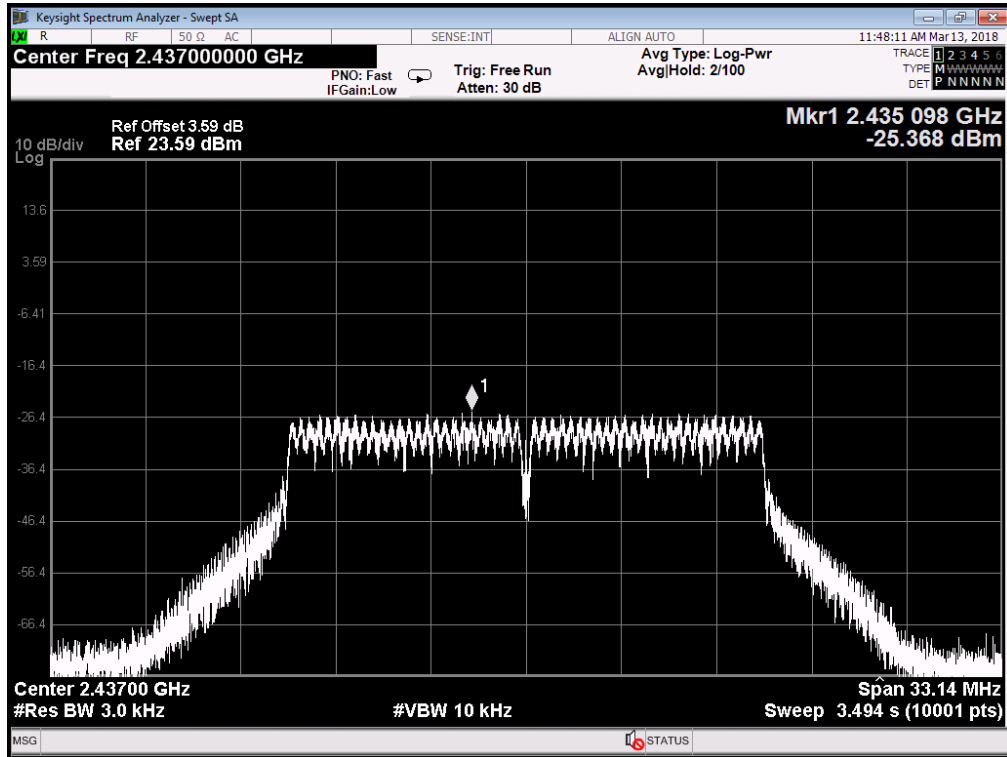 Keysight Spectrum Analyzer - Swept SA
LXI R RF 50 Ω AC SENSE:INT ALIGN AUTO 11:48:11 AM Mar 13, 2018
Center Freq 2.437000000 GHz
PNO: Fast
IFGain:Low
Trig: Free Run
Atten: 30 dB
Avg Type: Log-Pwr
Avg|Hold: 2/100
TRACE 1 2 3 4 5 6
TYPE M WWWWW
DET P N N N N N
Mkr1 2.435 098 GHz
-25.368 dBm
Ref Offset 3.59 dB
10 dB/div Ref 23.59 dBm
Log
1
13.6
3.59
-6.41
-16.4
-26.4
-36.4
-46.4
-56.4
-66.4
Center 2.43700 GHz Span 33.14 MHz
#Res BW 3.0 kHz #VBW 10 kHz Sweep 3.494 s (10001 pts)
MSG STATUS